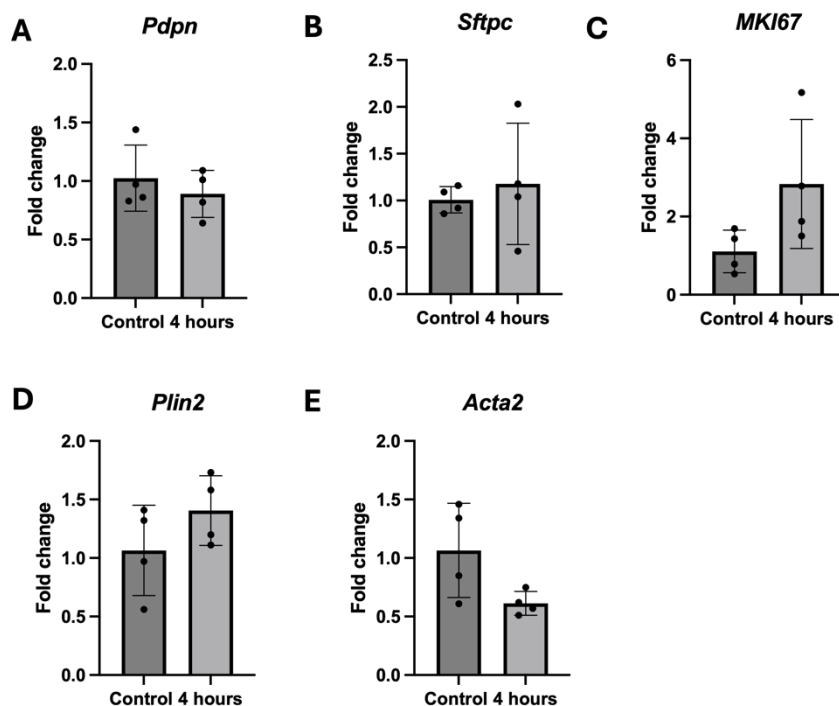 A
Pdpn
Fold change
2.0
1.5
1.0
0.5
0.0
Control 4 hours
B
Sftpc
Fold change
2.5
2.0
1.5
1.0
0.5
0.0
Control 4 hours
C
MKI67
Fold change
6
4
2
0
Control 4 hours
D
Plin2
Fold change
2.0
1.5
1.0
0.5
0.0
Control 4 hours
E
Acta2
Fold change
2.0
1.5
1.0
0.5
0.0
Control 4 hours